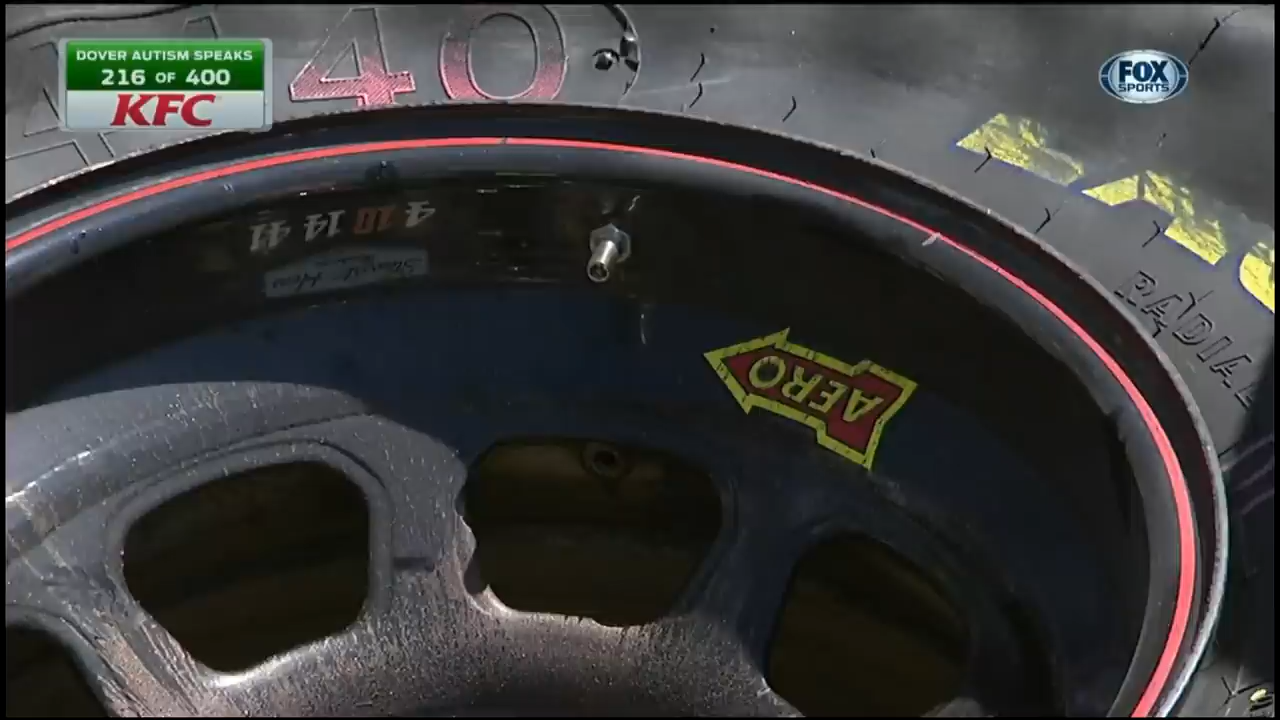 DOVER AUTISM SPEAKS
216 OF 400
KFC
FOX
SPORTS
40
RADIAL
4 10 14 41
AERO